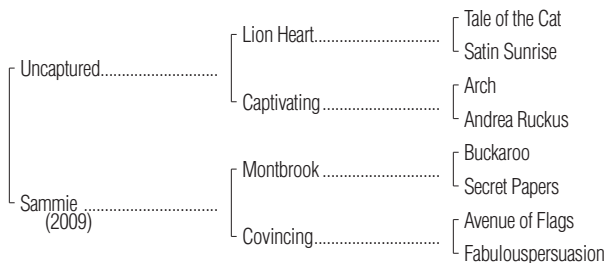 Tale of the Cat
Lion Heart
Satin Sunrise
Uncaptured
Arch
Captivating
Andrea Ruckus
Buckaroo
Montbrook
Secret Papers
Sammie
(2009)
Avenue of Flags
Covincing
Fabulouspersuasion